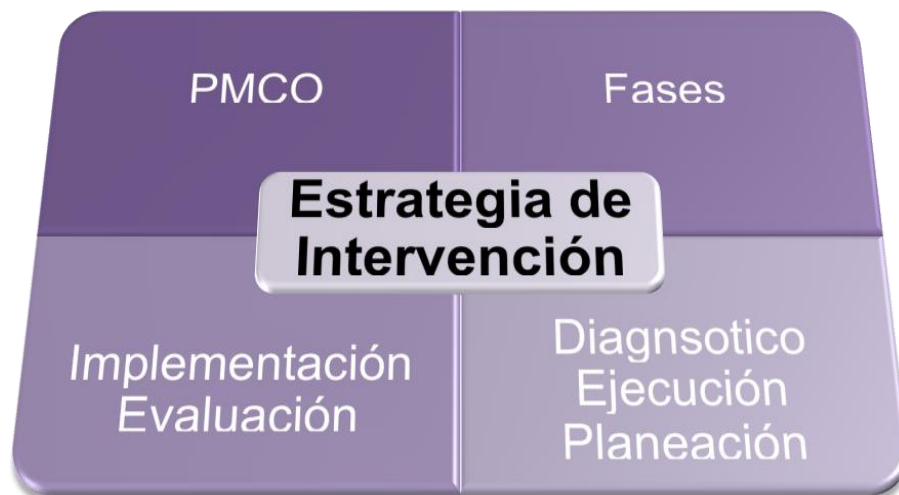 PMCO
Fases
Estrategia de
Intervención
Implementación
Evaluación
Diagnsotico
Ejecución
Planeación